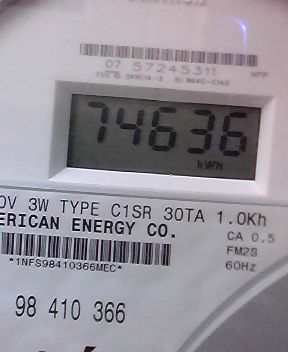 07 57245311
74636
kWh
0V 3W TYPE C1SR 30TA 1.0Kh
ERICAN ENERGY CO.
CA 0.5
FM2S
60Hz
*1NFS98410366MEC*
98 410 366